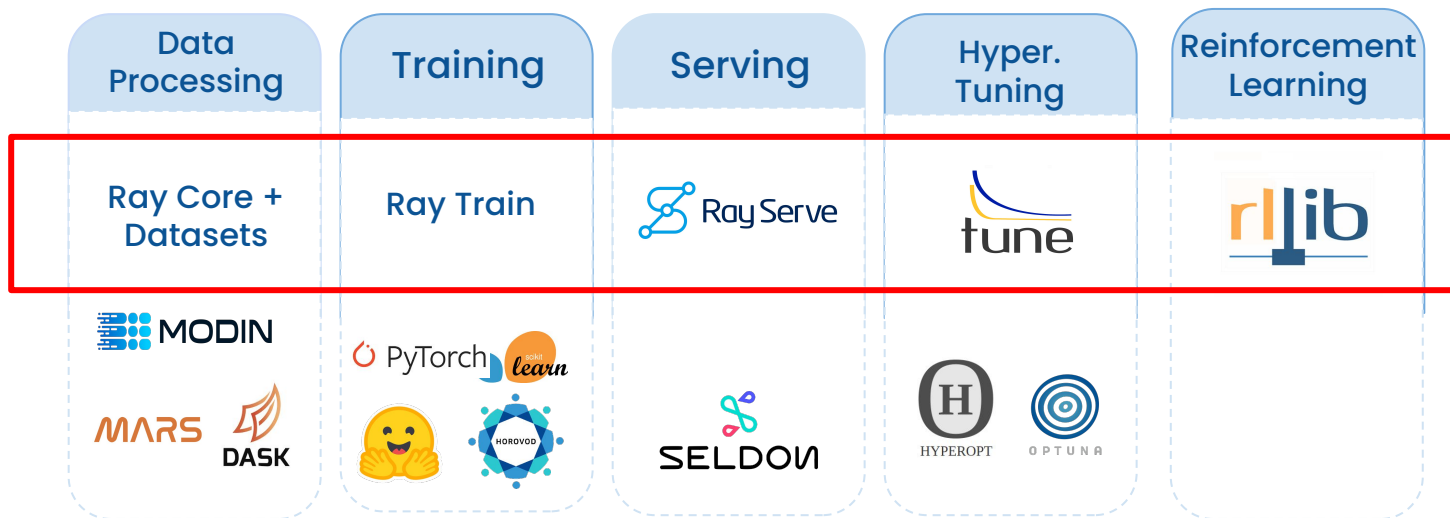 Data
Processing
Training
Serving
Hyper.
Tuning
Reinforcement
Learning
Ray Core +
Datasets
Ray Train
Ray Serve
tune
rllib
MODIN
PyTorch
scikit
learn
MARS
DASK
HOROVOD
SELDON
H
HYPEROPT
OPTUNA